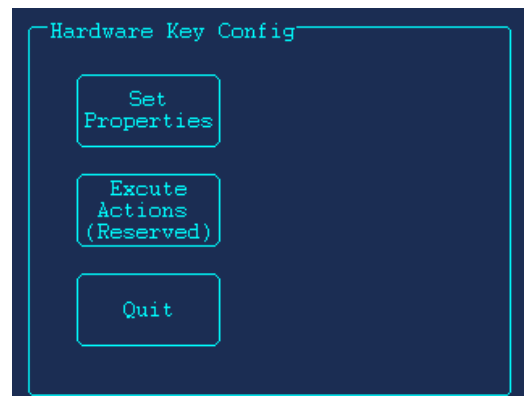 Hardware Key Config
Set
Properties
Excute
Actions
(Reserved)
Quit